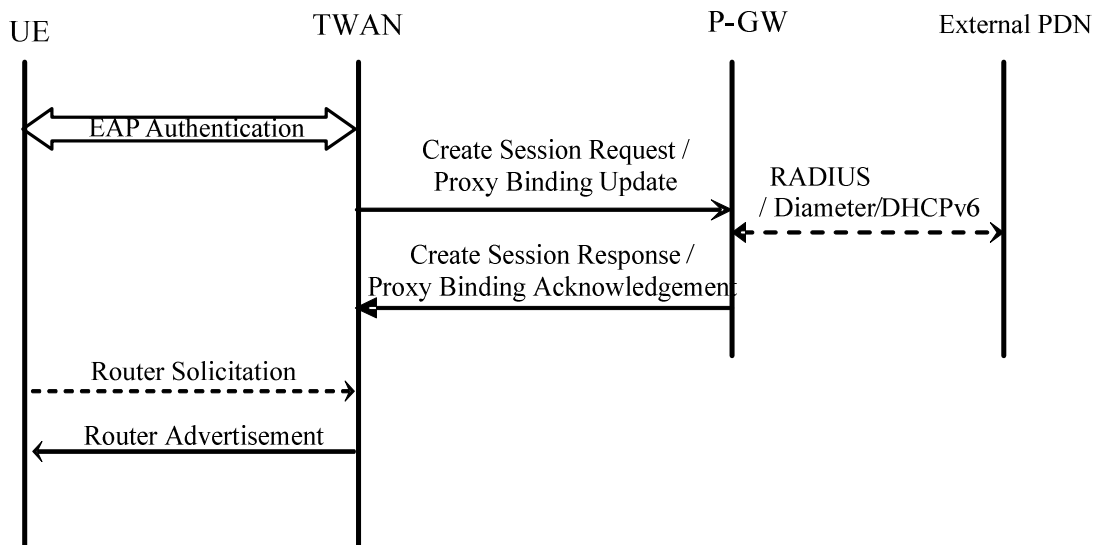 UE
TWAN
P-GW
External PDN
EAP Authentication
Create Session Request /
Proxy Binding Update
RADIUS
/ Diameter/DHCPv6
Create Session Response /
Proxy Binding Acknowledgement
Router Solicitation
Router Advertisement